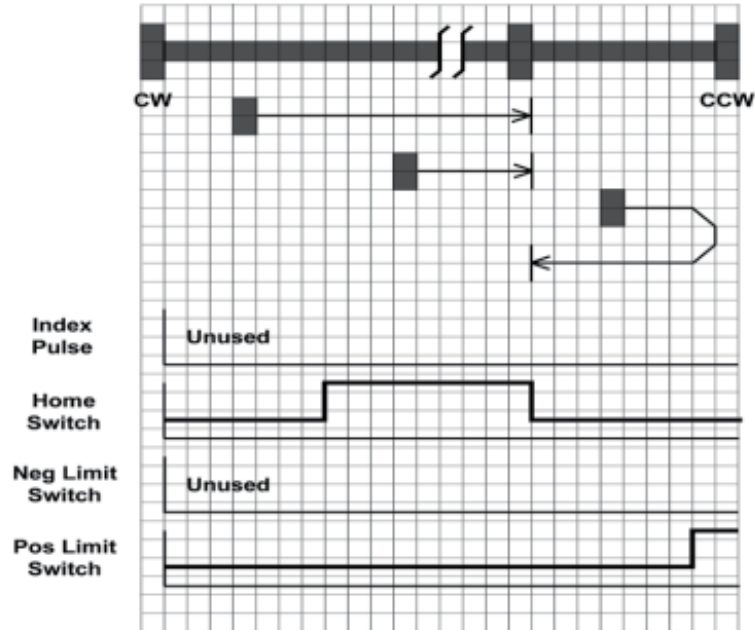 CW
CCW
Index
Pulse
Unused
Home
Switch
Neg Limit
Switch
Unused
Pos Limit
Switch